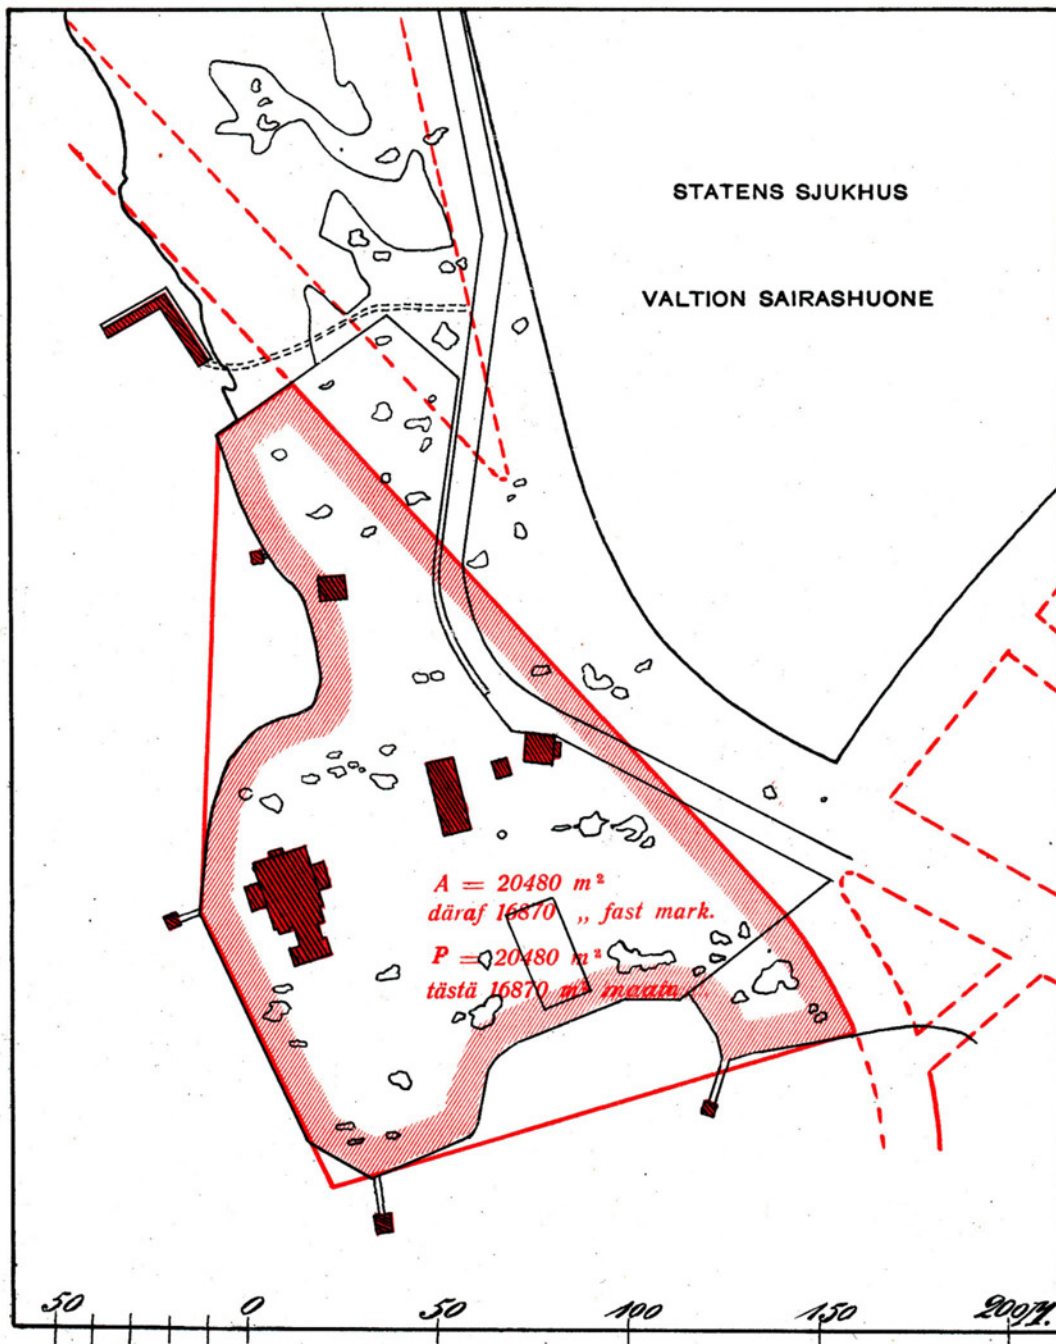 STATENS SJUKHUS
VALTION SAIRASHUONE
A = 20480 m²
däraf 16870 „ fast mark.
P = 20480 m²
tästä 16870 m² maata
50 0 50 100 150 200 M.